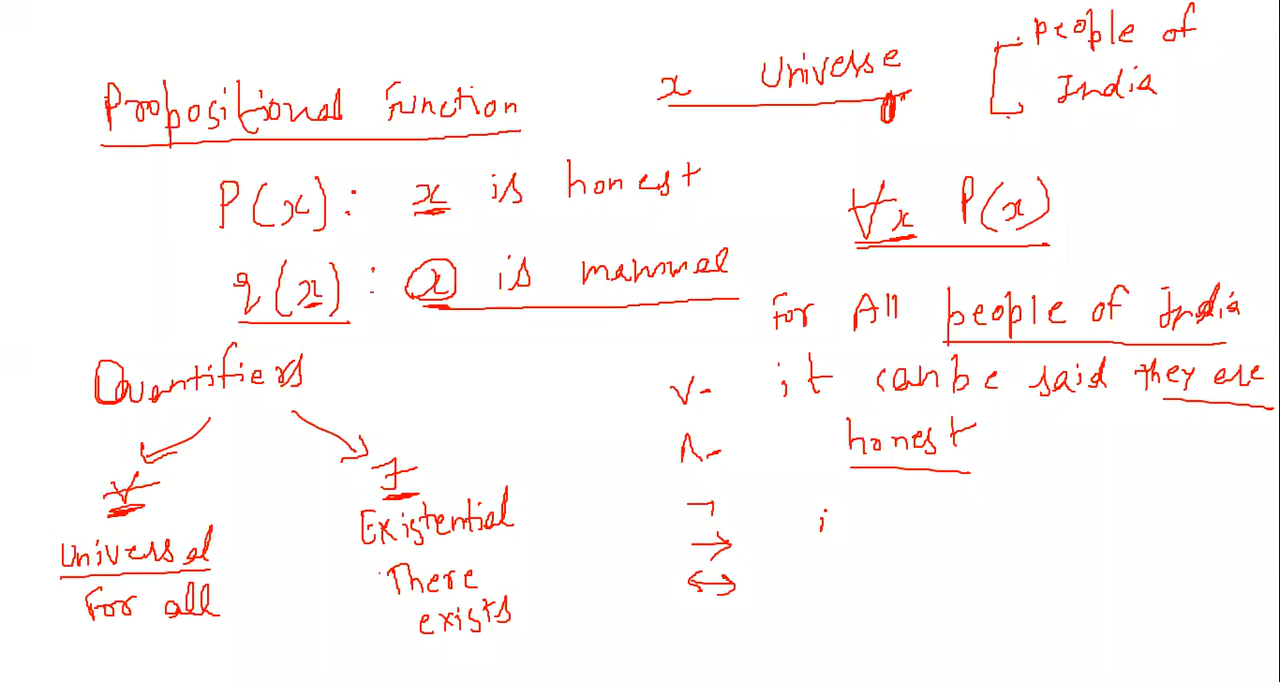 Propositional Function
x Universe
people of
India
P(x): x is honest
∀x P(x)
q(x): x is mammal
For All people of India
it can be said they are
honest
Quantifiers
∀
Universal
For all
∃
Existential
There
exists
∨-
∧-
¬
→
↔
i